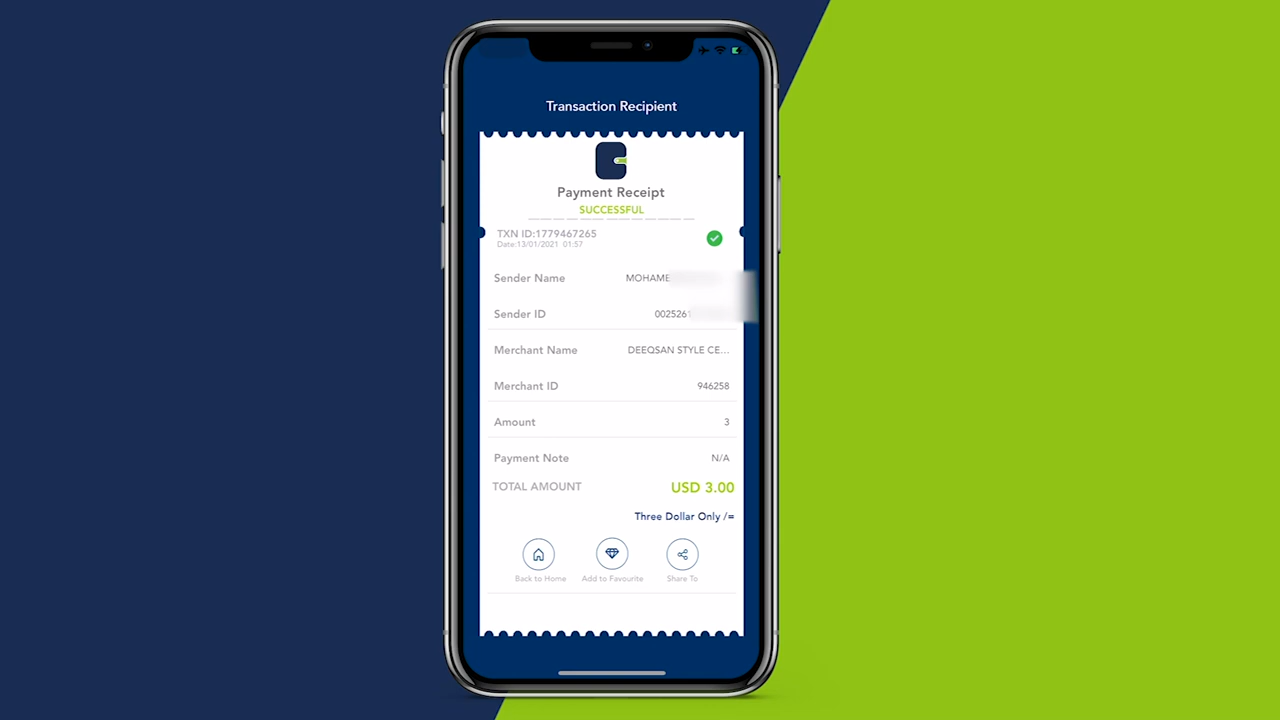 Transaction Recipient
Payment Receipt
SUCCESSFUL
TXN ID:1779467265
Date:13/01/2021 01:57
Sender Name MOHAME
Sender ID 0025261
Merchant Name DEEQSAN STYLE CE...
Merchant ID 946258
Amount 3
Payment Note N/A
TOTAL AMOUNT USD 3.00
Three Dollar Only /=
Back to Home Add to Favourite Share To